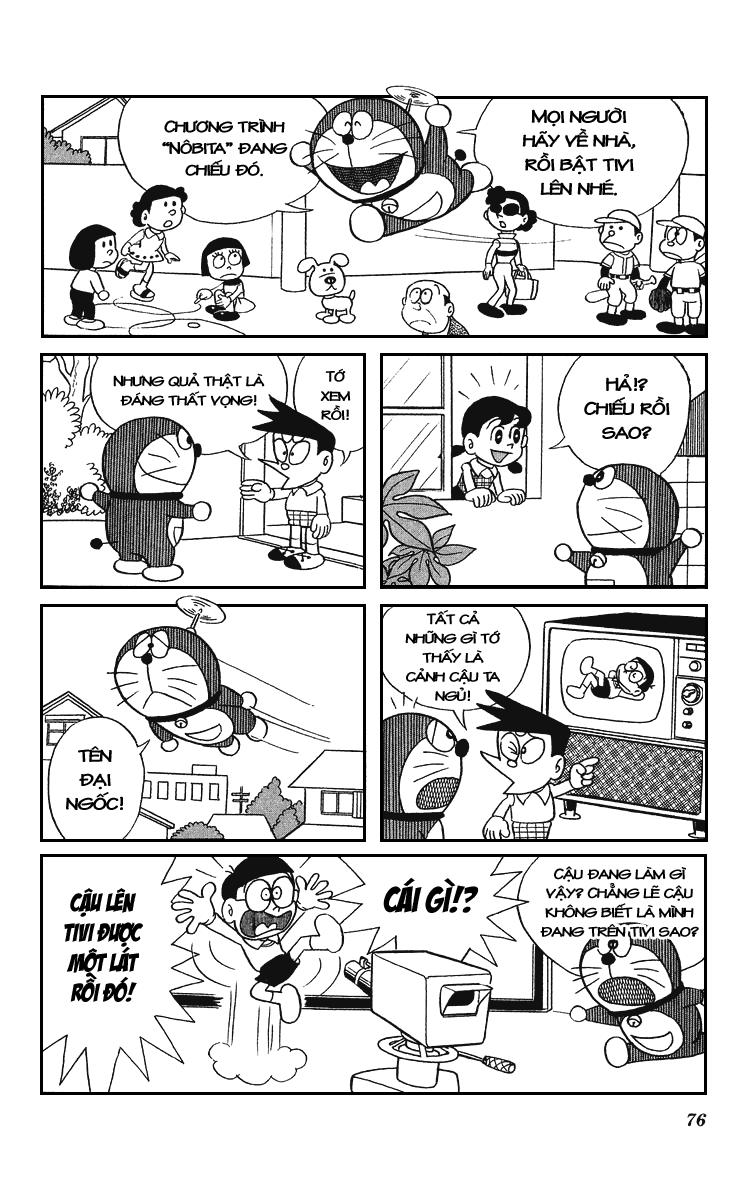 CHƯƠNG TRÌNH
"NÔBITA" ĐANG
CHIẾU ĐÓ.
MỌI NGƯỜI
HÃY VỀ NHÀ,
RỒI BẬT TIVI
LÊN NHÉ.
NHƯNG QUẢ THẬT LÀ
ĐÁNG THẤT VỌNG!
TỚ
XEM
RỒI!
HẢ!?
CHIẾU RỒI
SAO?
TÊN
ĐẠI
NGỐC!
TẤT CẢ
NHỮNG GÌ TỚ
THẤY LÀ
CẢNH CẬU TA
NGỦ!
CẬU LÊN
TIVI ĐƯỢC
MỘT LÁT
RỒI ĐÓ!
CÁI GÌ!?
CẬU ĐANG LÀM GÌ
VẬY? CHẲNG LẼ CẬU
KHÔNG BIẾT LÀ MÌNH
ĐANG TRÊN TIVI SAO?
76